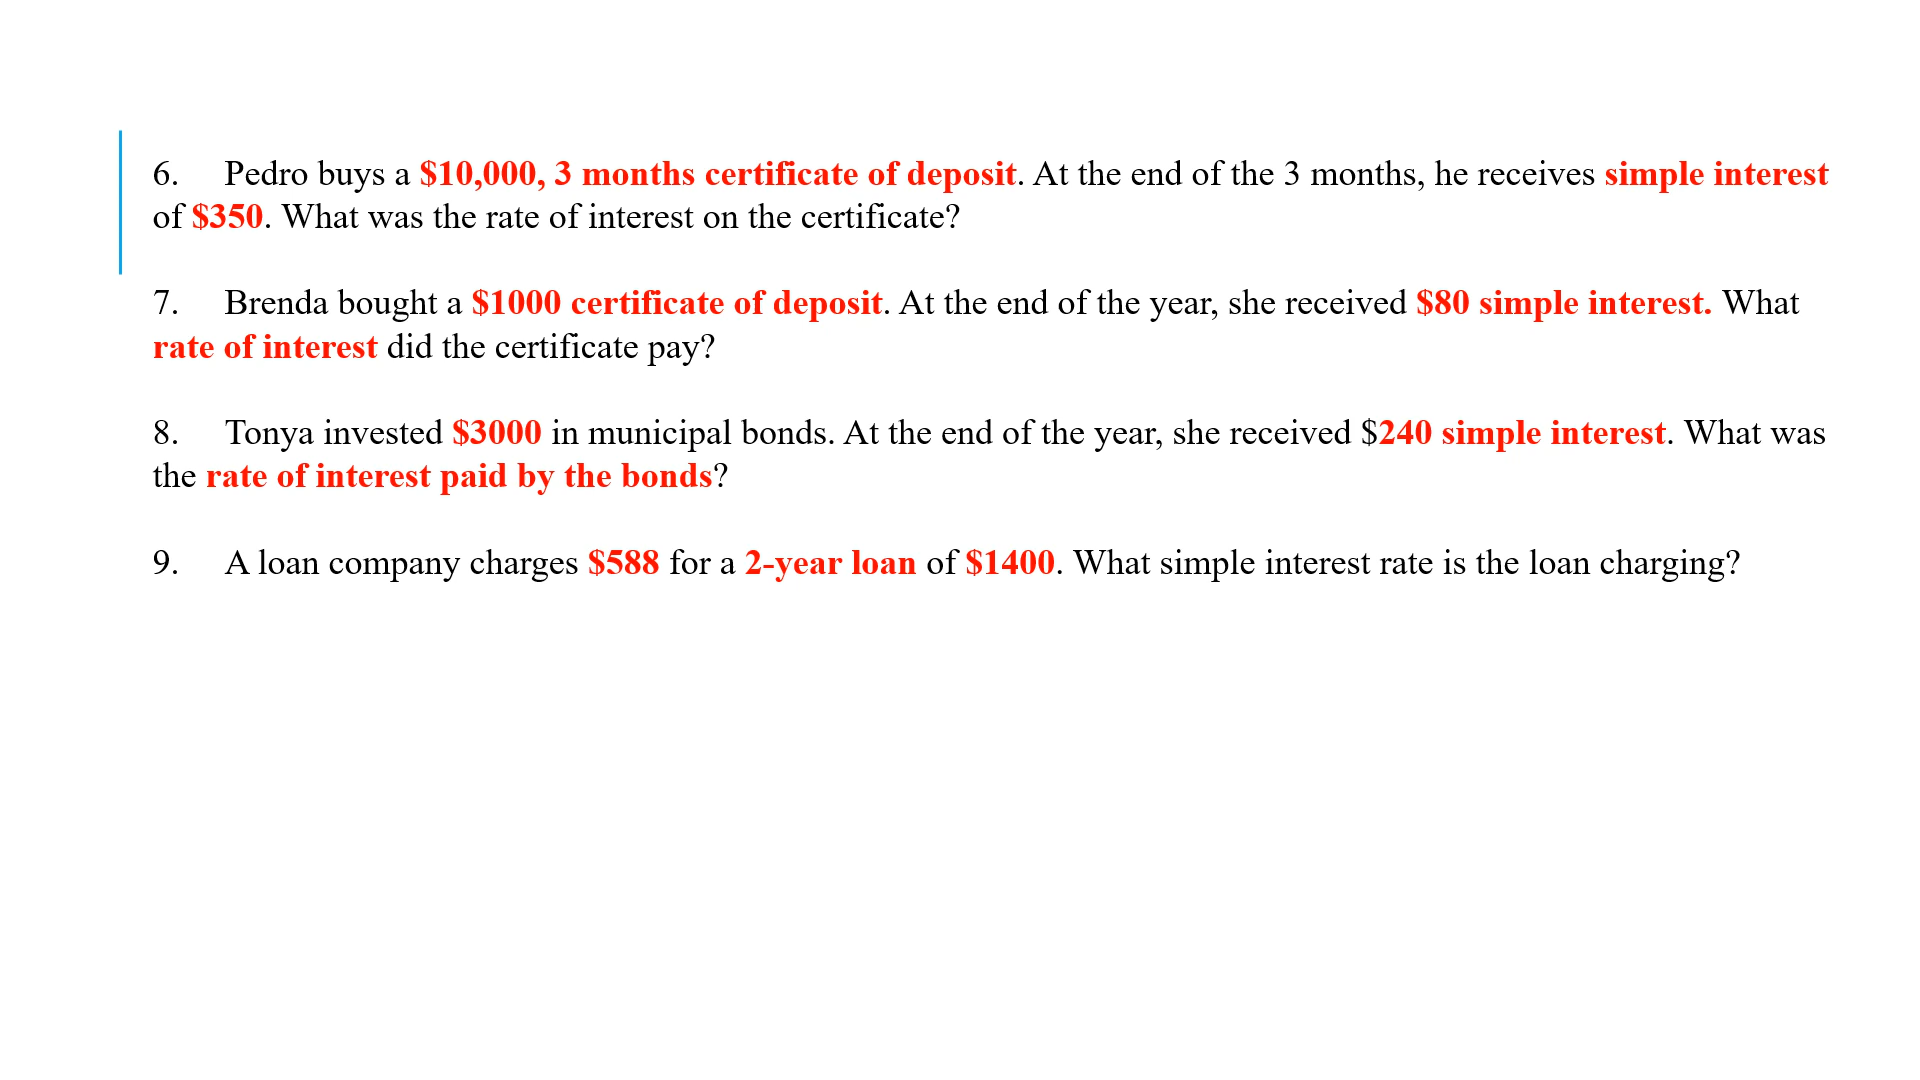 6. Pedro buys a $10,000, 3 months certificate of deposit. At the end of the 3 months, he receives simple interest
of $350. What was the rate of interest on the certificate?
7. Brenda bought a $1000 certificate of deposit. At the end of the year, she received $80 simple interest. What
rate of interest did the certificate pay?
8. Tonya invested $3000 in municipal bonds. At the end of the year, she received $240 simple interest. What was
the rate of interest paid by the bonds?
9. A loan company charges $588 for a 2-year loan of $1400. What simple interest rate is the loan charging?